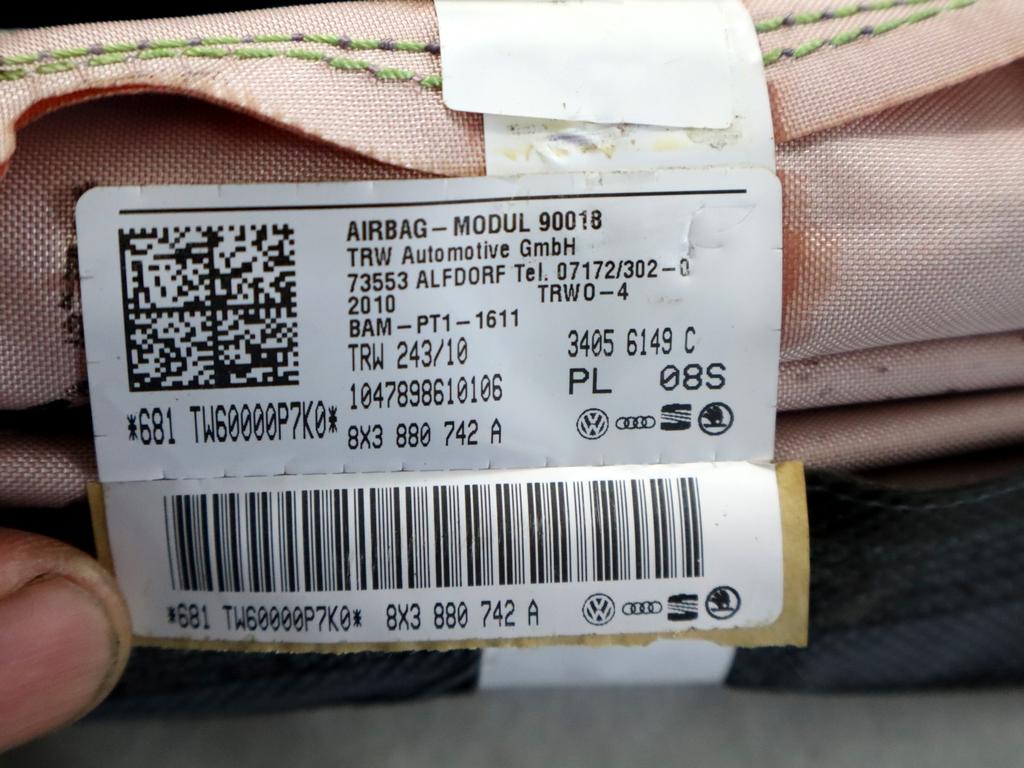 AIRBAG-MODUL 90018
TRW Automotive GmbH
73553 ALFDORF Tel. 07172/302-0
2010 TRWO-4
BAM-PT1-1611
TRW 243/10 3405 6149 C
1047898610106 PL 08S
*681 TW60000P7K0* 8X3 880 742 A
*681 TW60000P7K0* 8X3 880 742 A